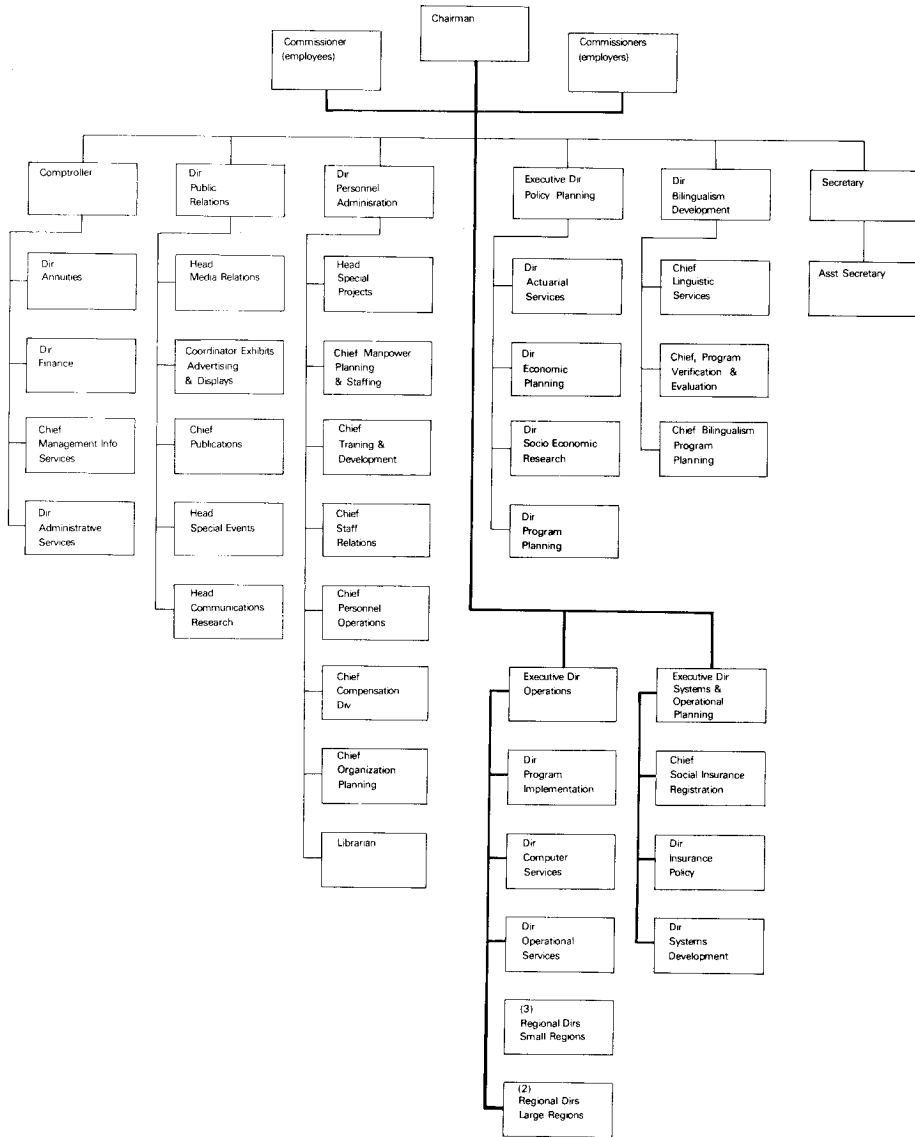 Chairman
Commissioner
(employees)
Commissioners
(employers)
Comptroller
Dir
Public
Relations
Dir
Personnel
Adminisration
Executive Dir
Policy Planning
Dir
Bilingualism
Development
Secretary
Dir
Annuities
Dir
Finance
Chief
Management Info
Services
Dir
Administrative
Services
Head
Media Relations
Coordinator Exhibits
Advertising
& Displays
Chief
Publications
Head
Special Events
Head
Communications
Research
Head
Special
Projects
Chief Manpower
Planning
& Staffing
Chief
Training &
Development
Chief
Staff
Relations
Chief
Personnel
Operations
Chief
Compensation
Div
Chief
Organization
Planning
Librarian
Dir
Actuarial
Services
Dir
Economic
Planning
Dir
Socio Economic
Research
Dir
Program
Planning
Chief
Linguistic
Services
Chief, Program
Verification &
Evaluation
Chief Bilingualism
Program
Planning
Asst Secretary
Executive Dir
Operations
Dir
Program
Implementation
Dir
Computer
Services
Dir
Operational
Services
(3)
Regional Dirs
Small Regions
(2)
Regional Dirs
Large Regions
Executive Dir
Systems &
Operational
Planning
Chief
Social Insurance
Registration
Dir
Insurance
Policy
Dir
Systems
Development